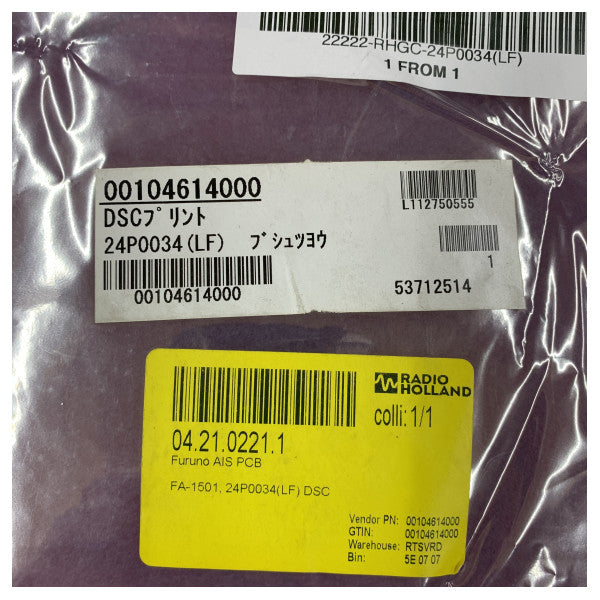 22222-RHGC-24P0034(LF)
1 FROM 1
00104614000
DSCﾌﾟﾘﾝﾄ
24P0034(LF) ﾌﾞｼｭﾂﾖｳ
00104614000
L112750555
1
53712514
RADIO
HOLLAND
colli: 1/1
04.21.0221.1
Furuno AIS PCB
FA-1501, 24P0034(LF) DSC
Vendor PN: 00104614000
GTIN: 00104614000
Warehouse: RTSVRD
Bin: 5E 07 07